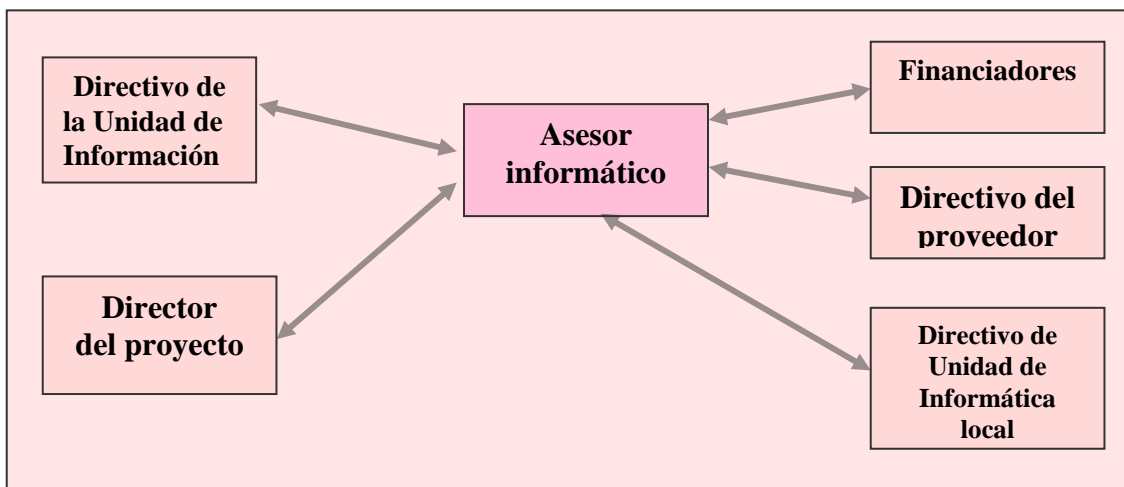 Directivo de
la Unidad de
Información
Director
del proyecto
Asesor
informático
Financiadores
Directivo del
proveedor
Directivo de
Unidad de
Informática
local